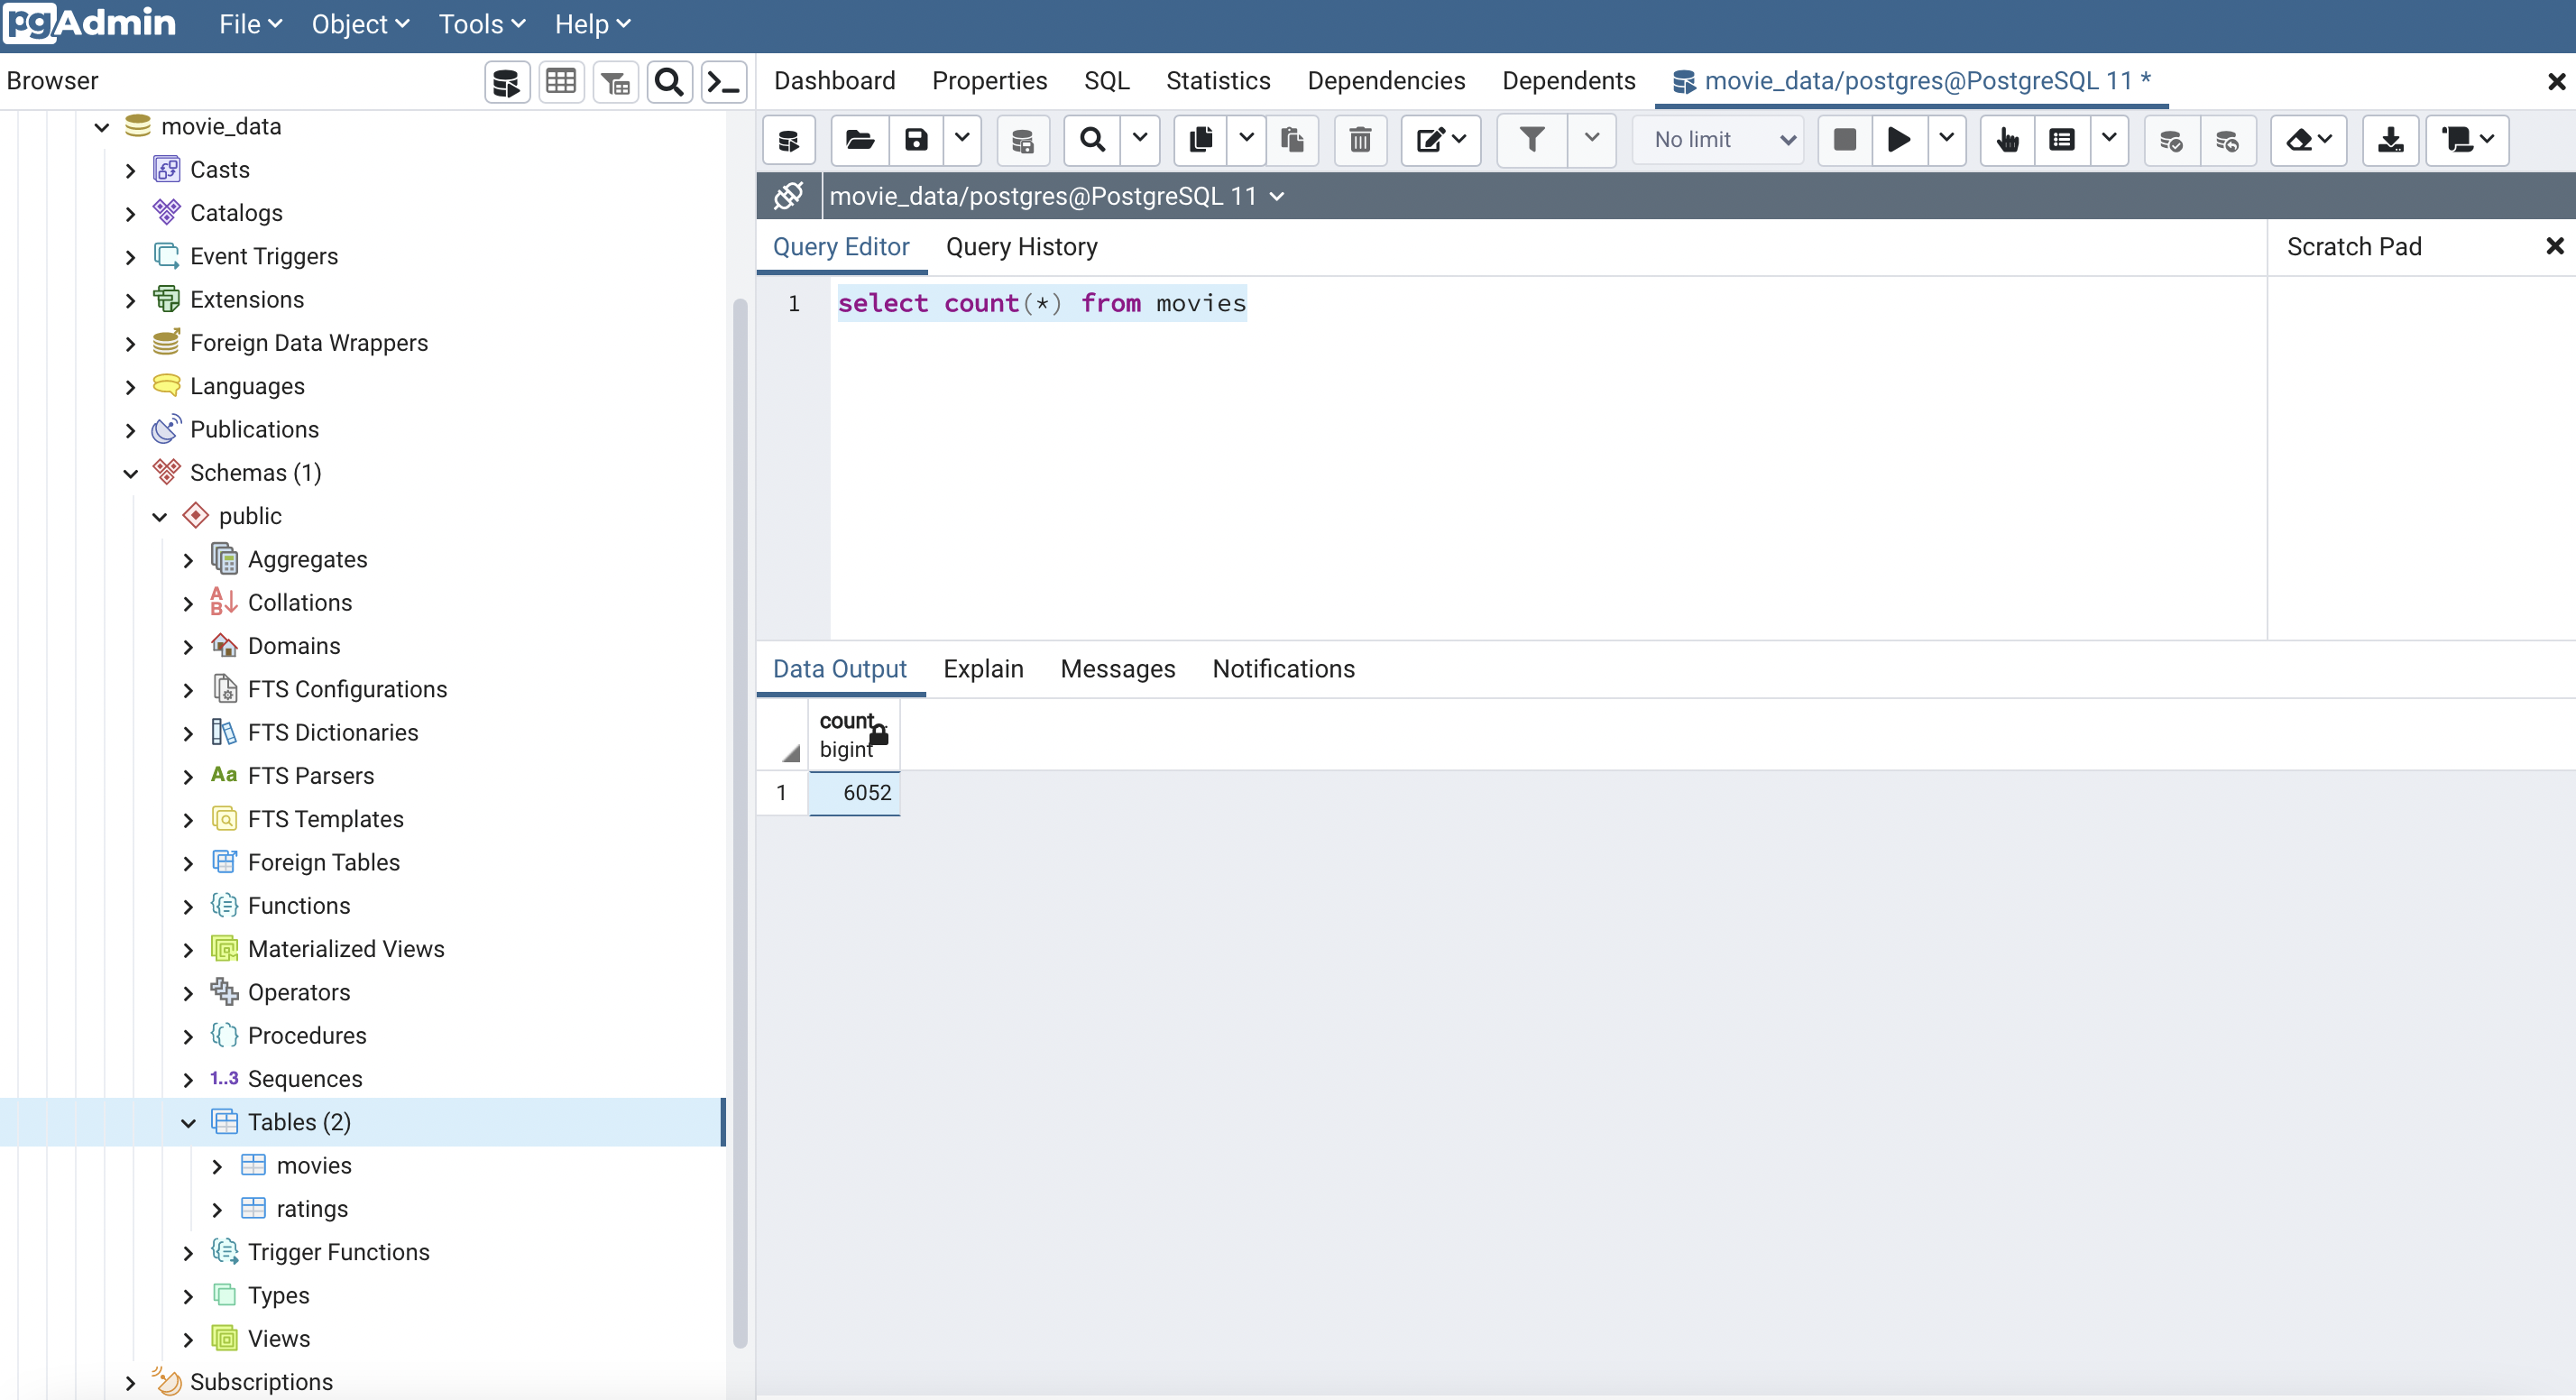 pgAdmin File Object Tools Help
Browser
Dashboard Properties SQL Statistics Dependencies Dependents movie_data/postgres@PostgreSQL 11 *
No limit
movie_data/postgres@PostgreSQL 11
Query Editor Query History
Scratch Pad
1 select count(*) from movies
Data Output Explain Messages Notifications
count
bigint
1 6052
movie_data
Casts
Catalogs
Event Triggers
Extensions
Foreign Data Wrappers
Languages
Publications
Schemas (1)
public
Aggregates
Collations
Domains
FTS Configurations
FTS Dictionaries
Aa FTS Parsers
FTS Templates
Foreign Tables
Functions
Materialized Views
Operators
Procedures
1..3 Sequences
Tables (2)
movies
ratings
Trigger Functions
Types
Views
Subscriptions